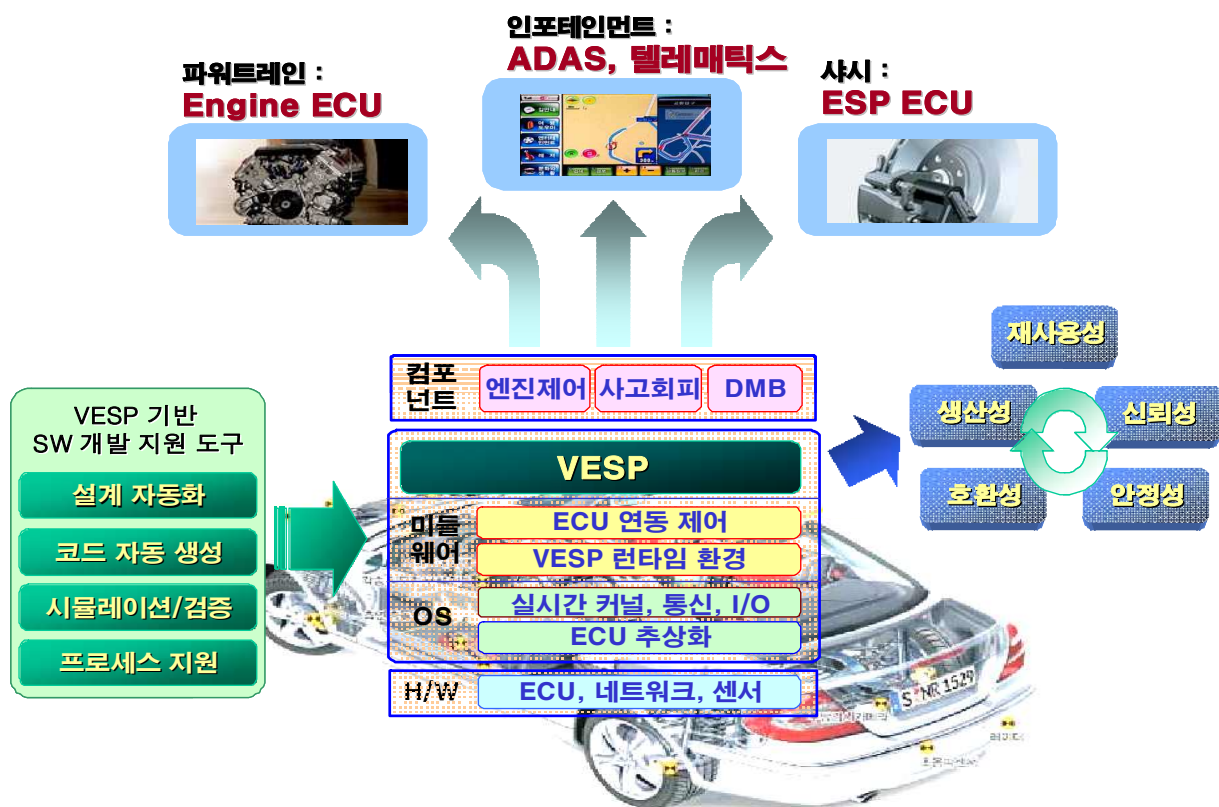 인포테인먼트 :
ADAS, 텔레매틱스
파워트레인 :
Engine ECU
샤시 :
ESP ECU
재사용성
생산성
신뢰성
호환성
안정성
컴포
넌트
엔진제어
사고회피
DMB
VESP 기반
SW 개발 지원 도구
설계 자동화
코드 자동 생성
시뮬레이션/검증
프로세스 지원
VESP
미들
웨어
ECU 연동 제어
VESP 런타임 환경
OS
실시간 커널, 통신, I/O
ECU 추상화
H/W
ECU, 네트워크, 센서
S NR 1529
레이더